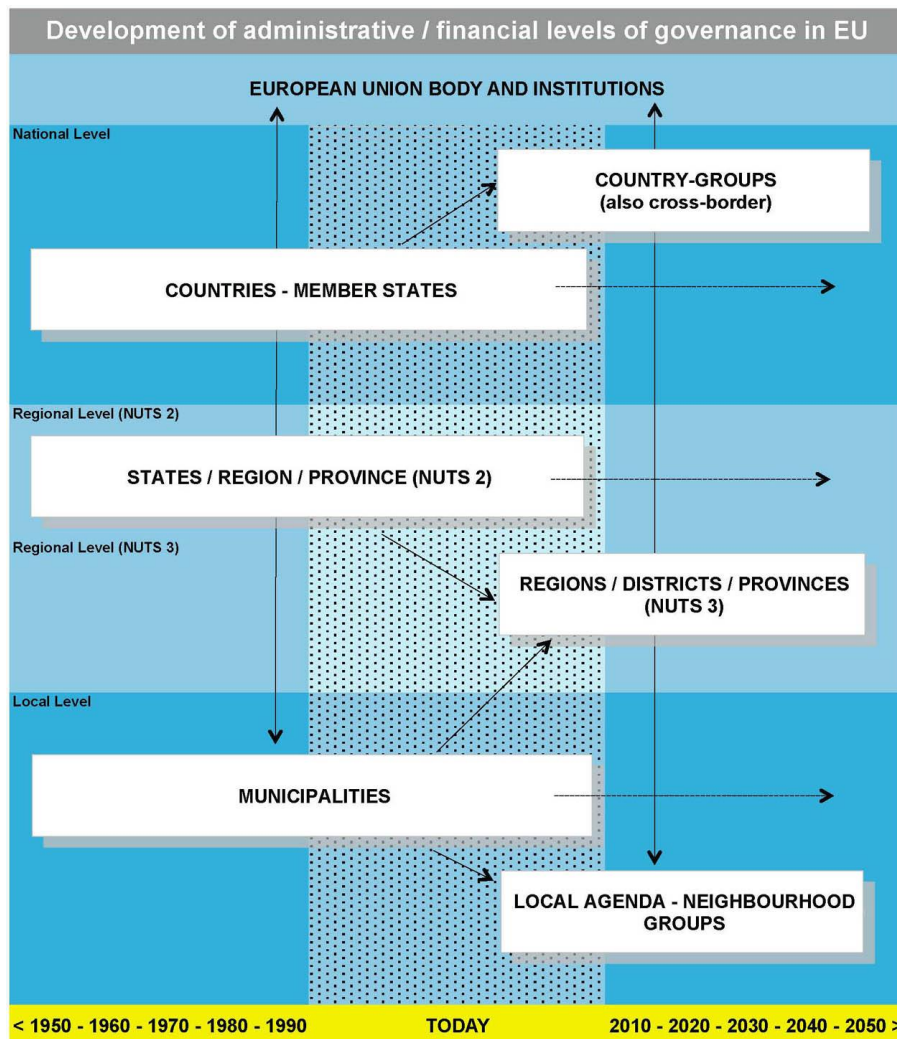 Development of administrative / financial levels of governance in EU
EUROPEAN UNION BODY AND INSTITUTIONS
National Level
COUNTRY-GROUPS
(also cross-border)
COUNTRIES - MEMBER STATES
Regional Level (NUTS 2)
STATES / REGION / PROVINCE (NUTS 2)
Regional Level (NUTS 3)
REGIONS / DISTRICTS / PROVINCES
(NUTS 3)
Local Level
MUNICIPALITIES
LOCAL AGENDA - NEIGHBOURHOOD
GROUPS
< 1950 - 1960 - 1970 - 1980 - 1990 TODAY 2010 - 2020 - 2030 - 2040 - 2050 >